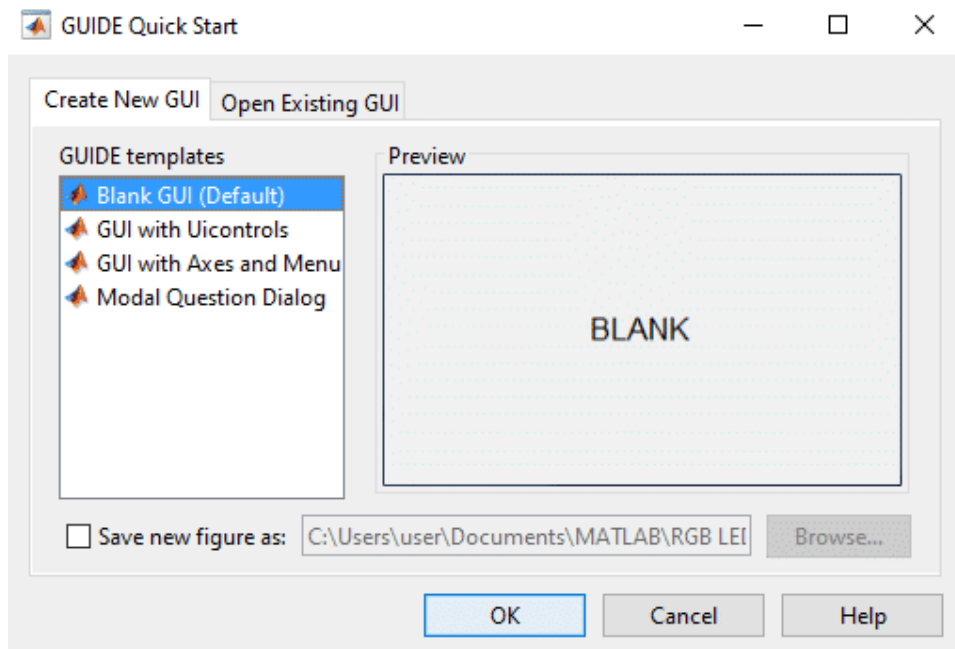 GUIDE Quick Start
Create New GUI
Open Existing GUI
GUIDE templates
Blank GUI (Default)
GUI with Uicontrols
GUI with Axes and Menu
Modal Question Dialog
Preview
BLANK
Save new figure as:
C:\Users\user\Documents\MATLAB\RGB LED
Browse...
OK
Cancel
Help